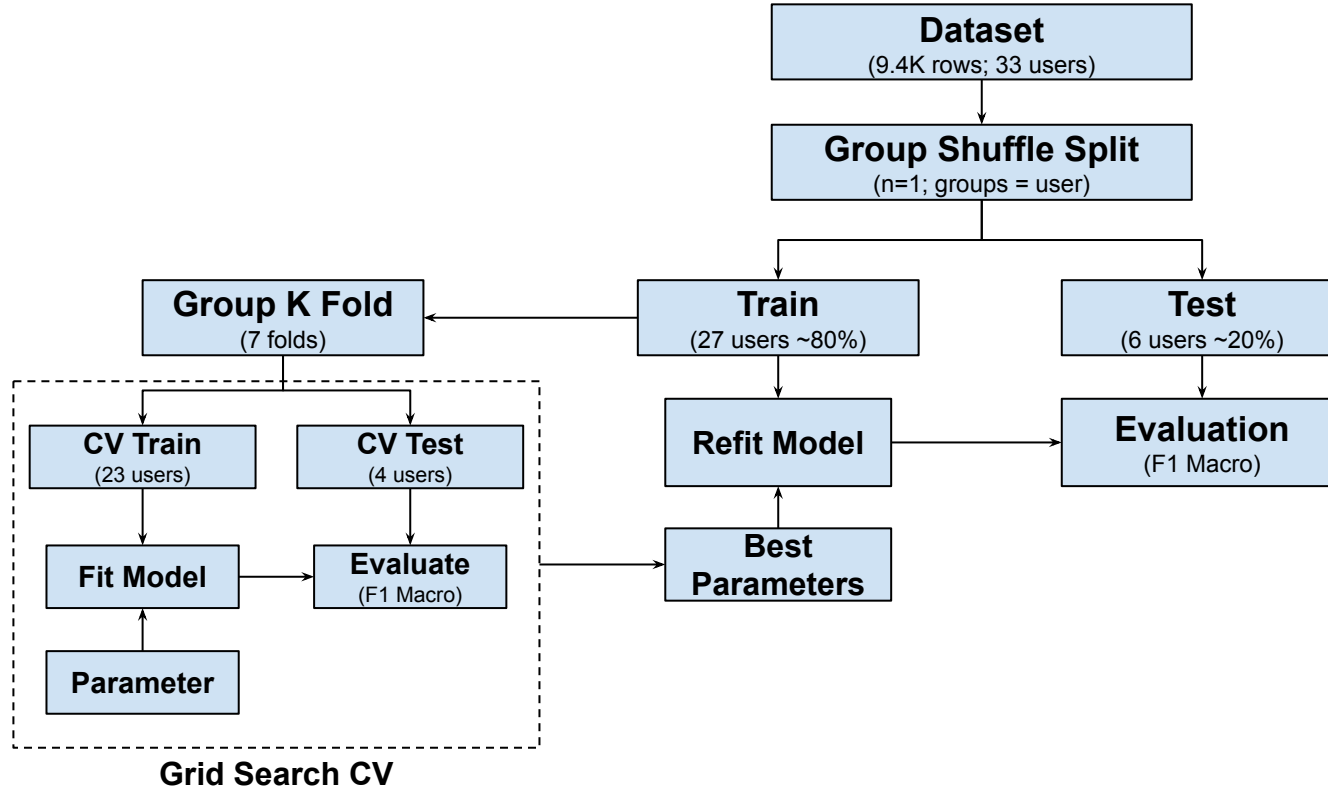 Dataset
(9.4K rows; 33 users)
Group Shuffle Split
(n=1; groups = user)
Group K Fold
(7 folds)
Train
(27 users ~80%)
Test
(6 users ~20%)
CV Train
(23 users)
CV Test
(4 users)
Refit Model
Evaluation
(F1 Macro)
Fit Model
Evaluate
(F1 Macro)
Best
Parameters
Parameter
Grid Search CV